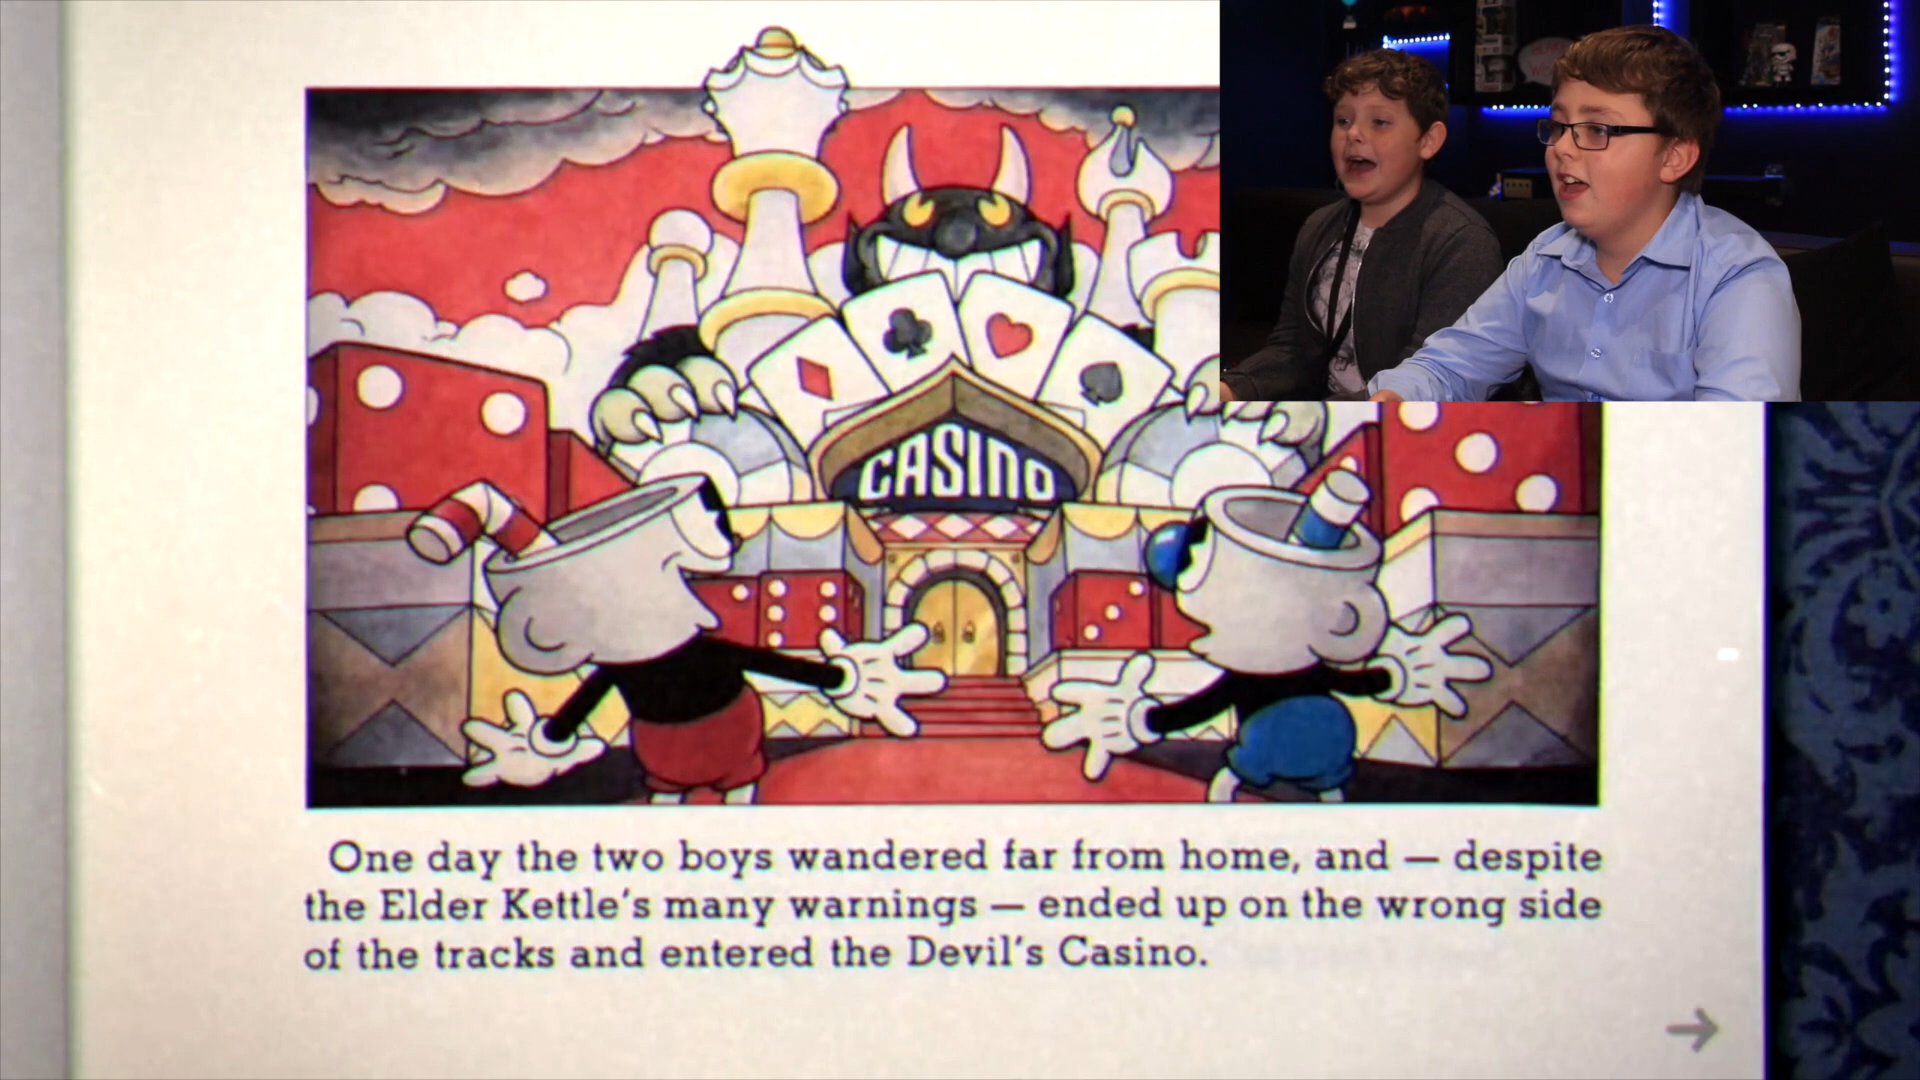 CASINO
One day the two boys wandered far from home, and — despite
the Elder Kettle's many warnings — ended up on the wrong side
of the tracks and entered the Devil's Casino.